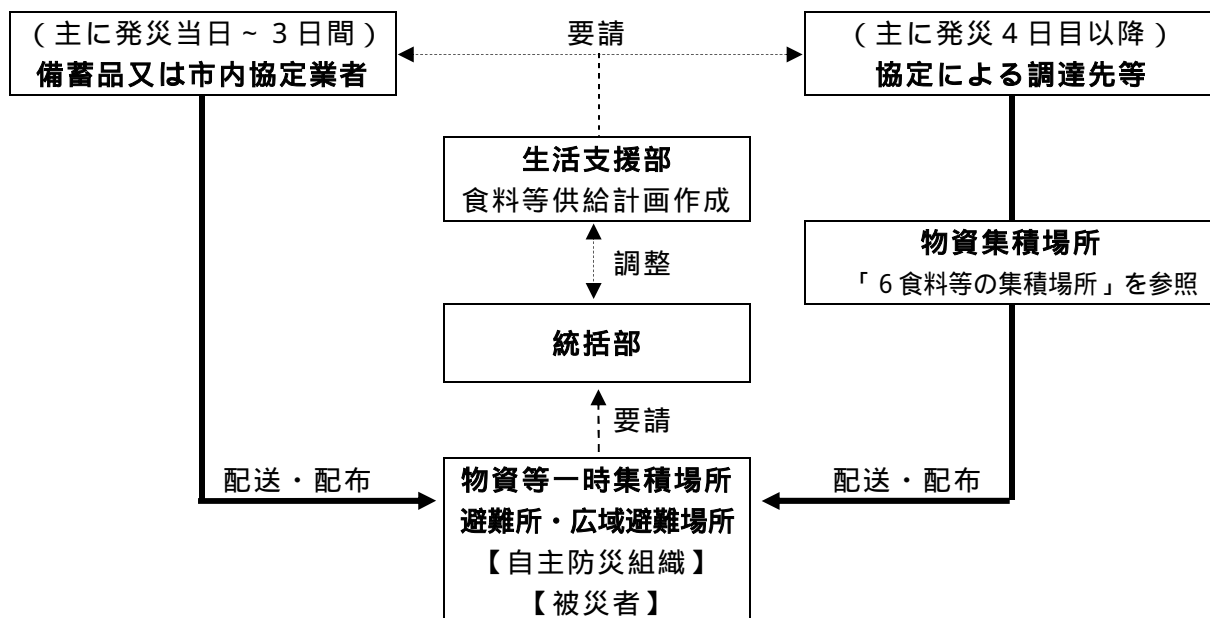 （主に発災当日～３日間）
備蓄品又は市内協定業者
要請
（主に発災４日目以降）
協定による調達先等
生活支援部
食料等供給計画作成
調整
物資集積場所
「６食料等の集積場所」を参照
統括部
要請
配送・配布
物資等一時集積場所
避難所・広域避難場所
【自主防災組織】
【被災者】
配送・配布